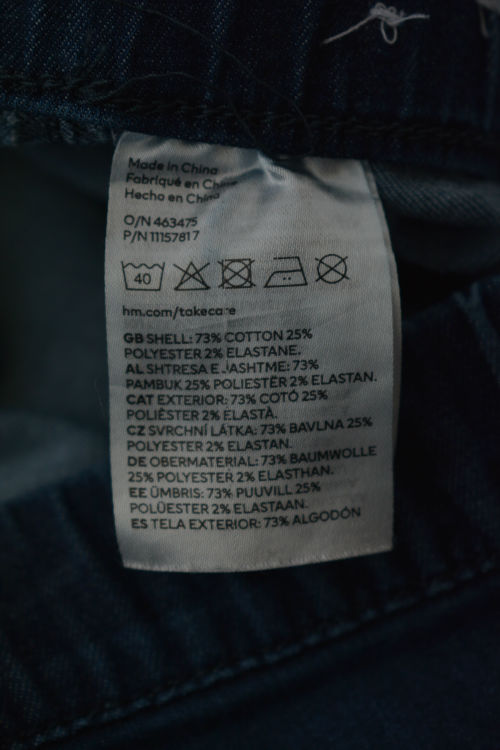 Made in China
Fabriqué en Chine
Hecho en China
O/N 463475
P/N 11157817
40
hm.com/takecare
GB SHELL: 73% COTTON 25%
POLYESTER 2% ELASTANE.
AL SHTRESA E JASHTME: 73%
PAMBUK 25% POLIESTËR 2% ELASTAN.
CAT EXTERIOR: 73% COTÓ 25%
POLIÈSTER 2% ELASTÀ.
CZ SVRCHNÍ LÁTKA: 73% BAVLNA 25%
POLYESTER 2% ELASTAN.
DE OBERMATERIAL: 73% BAUMWOLLE
25% POLYESTER 2% ELASTHAN.
EE ÜMBRIS: 73% PUUVILL 25%
POLÜESTER 2% ELASTAAN.
ES TELA EXTERIOR: 73% ALGODÓN